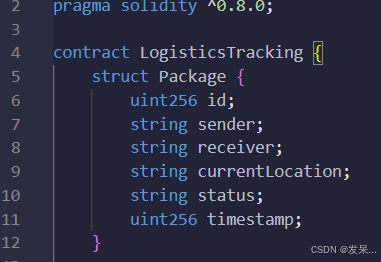 2 pragma solidity ^0.8.0;
3
4 contract LogisticsTracking {
5 struct Package {
6 uint256 id;
7 string sender;
8 string receiver;
9 string currentLocation;
10 string status;
11 uint256 timestamp;
12 }
CSDN @发呆...